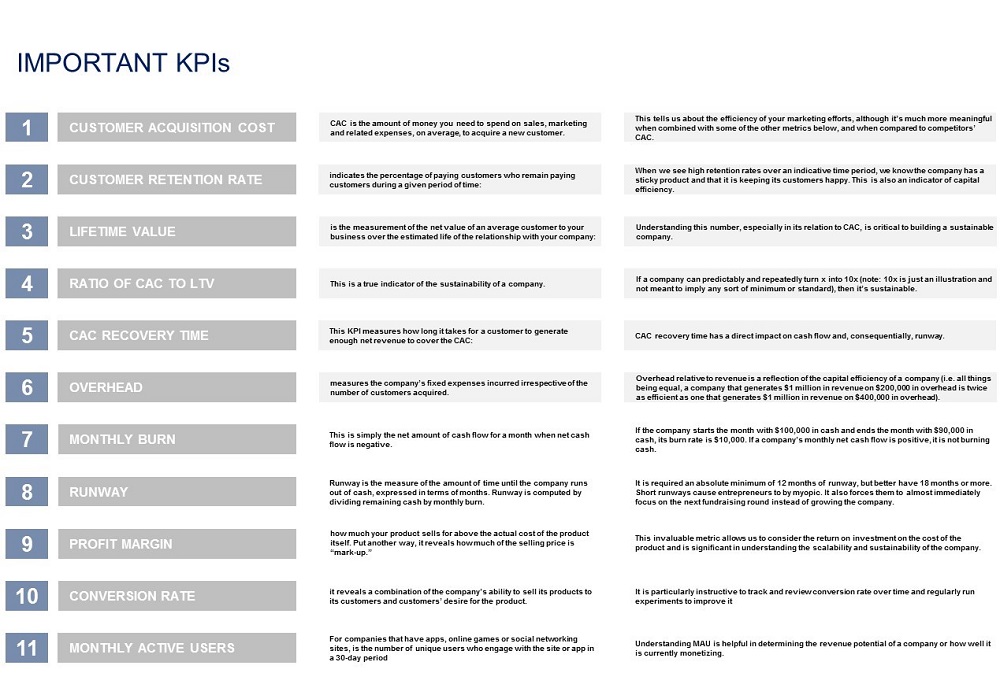 IMPORTANT KPIs
1
CUSTOMER ACQUISITION COST
CAC is the amount of money you need to spend on sales, marketing
and related expenses, on average, to acquire a new customer.
This tells us about the efficiency of your marketing efforts, although it's much more meaningful
when combined with some of the other metrics below, and when compared to competitors'
CAC.
2
CUSTOMER RETENTION RATE
indicates the percentage of paying customers who remain paying
customers during a given period of time:
When we see high retention rates over an indicative time period, we know the company has a
sticky product and that it is keeping its customers happy. This is also an indicator of capital
efficiency.
3
LIFETIME VALUE
is the measurement of the net value of an average customer to your
business over the estimated life of the relationship with your company:
Understanding this number, especially in its relation to CAC, is critical to building a sustainable
company.
4
RATIO OF CAC TO LTV
This is a true indicator of the sustainability of a company.
If a company can predictably and repeatedly turn x into 10x (note: 10x is just an illustration and
not meant to imply any sort of minimum or standard), then it's sustainable.
5
CAC RECOVERY TIME
This KPI measures how long it takes for a customer to generate
enough net revenue to cover the CAC:
CAC recovery time has a direct impact on cash flow and, consequentially, runway.
6
OVERHEAD
measures the company's fixed expenses incurred irrespective of the
number of customers acquired.
Overhead relative to revenue is a reflection of the capital efficiency of a company (i.e. all things
being equal, a company that generates $1 million in revenue on $200,000 in overhead is twice
as efficient as one that generates $1 million in revenue on $400,000 in overhead).
7
MONTHLY BURN
This is simply the net amount of cash flow for a month when net cash
flow is negative.
If the company starts the month with $100,000 in cash and ends the month with $90,000 in
cash, its burn rate is $10,000. If a company's monthly net cash flow is positive, it is not burning
cash.
8
RUNWAY
Runway is the measure of the amount of time until the company runs
out of cash, expressed in terms of months. Runway is computed by
dividing remaining cash by monthly burn.
It is required an absolute minimum of 12 months of runway, but better have 18 months or more.
Short runways cause entrepreneurs to by myopic. It also forces them to almost immediately
focus on the next fundraising round instead of growing the company.
9
PROFIT MARGIN
how much your product sells for above the actual cost of the product
itself. Put another way, it reveals how much of the selling price is
“mark-up.”
This invaluable metric allows us to consider the return on investment on the cost of the
product and is significant in understanding the scalability and sustainability of the company.
10
CONVERSION RATE
it reveals a combination of the company's ability to sell its products to
its customers and customers' desire for the product.
It is particularly instructive to track and review conversion rate over time and regularly run
experiments to improve it
11
MONTHLY ACTIVE USERS
For companies that have apps, online games or social networking
sites, is the number of unique users who engage with the site or app in
a 30-day period
Understanding MAU is helpful in determining the revenue potential of a company or how well it
is currently monetizing.